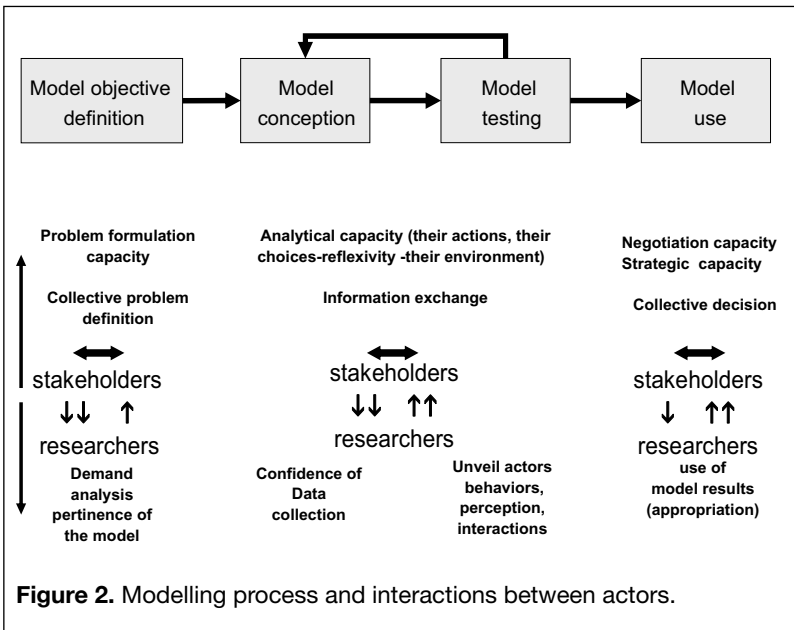 Model objective
definition
Model
conception
Model
testing
Model
use
Problem formulation
capacity
Collective problem
definition
stakeholders
researchers
Demand
analysis
pertinence of
the model
Analytical capacity (their actions, their
choices-reflexivity -their environment)
Information exchange
stakeholders
researchers
Confidence of
Data
collection
Unveil actors
behaviors,
perception,
interactions
Negotiation capacity
Strategic capacity
Collective decision
stakeholders
researchers
use of
model results
(appropriation)
Figure 2. Modelling process and interactions between actors.